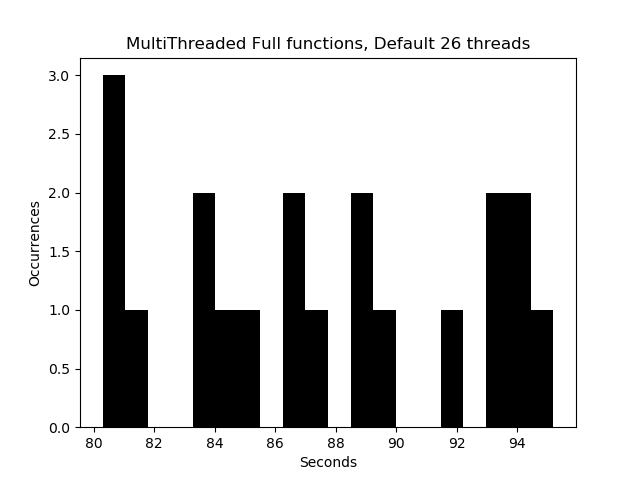 MultiThreaded Full functions, Default 26 threads
3.0
2.5
2.0
1.5
1.0
0.5
0.0
Occurrences
80 82 84 86 88 90 92 94
Seconds